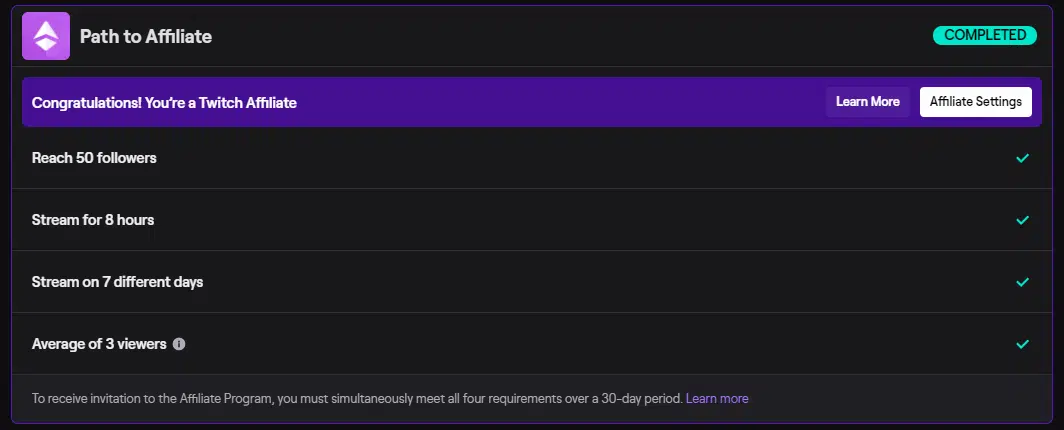 Path to Affiliate
COMPLETED
Congratulations! You're a Twitch Affiliate
Learn More
Affiliate Settings
Reach 50 followers
Stream for 8 hours
Stream on 7 different days
Average of 3 viewers
To receive invitation to the Affiliate Program, you must simultaneously meet all four requirements over a 30-day period. Learn more